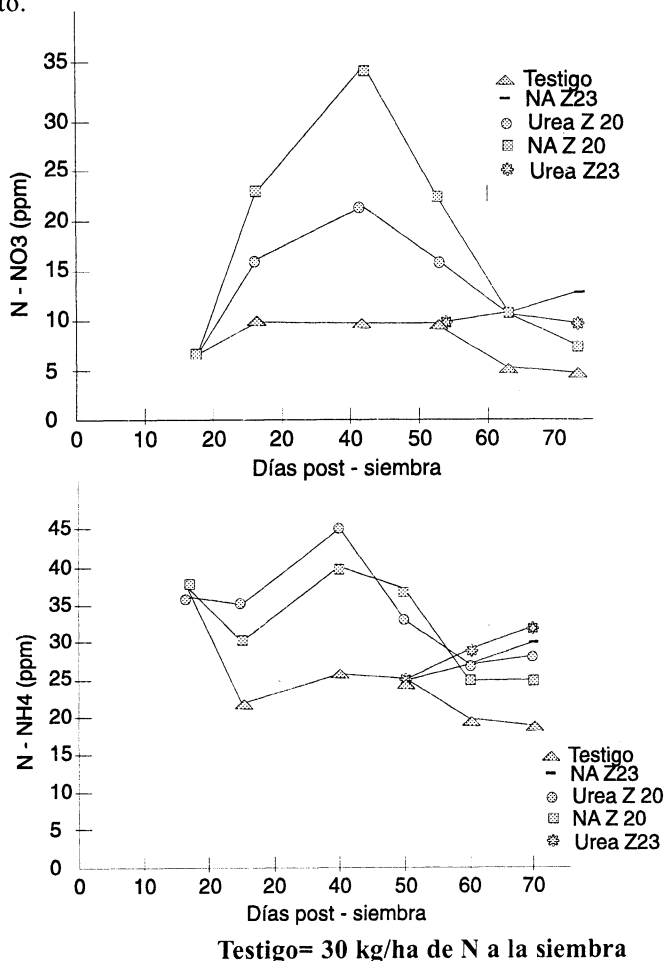 to.
35
30
25
20
15
10
5
0
N - NO3 (ppm)
Testigo
NA Z23
Urea Z 20
NA Z 20
Urea Z23
0 10 20 20 40 50 60 70
Días post - siembra
45
40
35
30
25
20
15
10
5
0
N - NH4 (ppm)
Testigo
NA Z23
Urea Z 20
NA Z 20
Urea Z23
0 10 20 20 40 50 60 70
Días post - siembra
Testigo= 30 kg/ha de N a la siembra